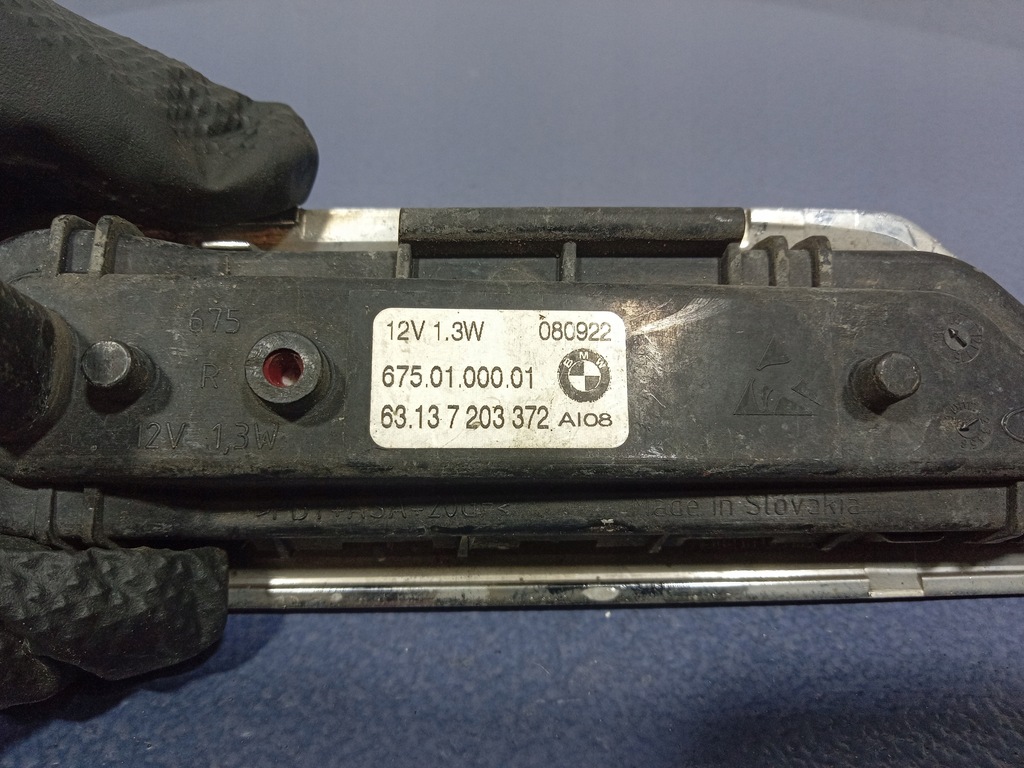 675
R
12V 1,3W
12V 1.3W 080922
675.01.000.01 BMW
63.13 7 203 372 AI08
Made in Slovakia